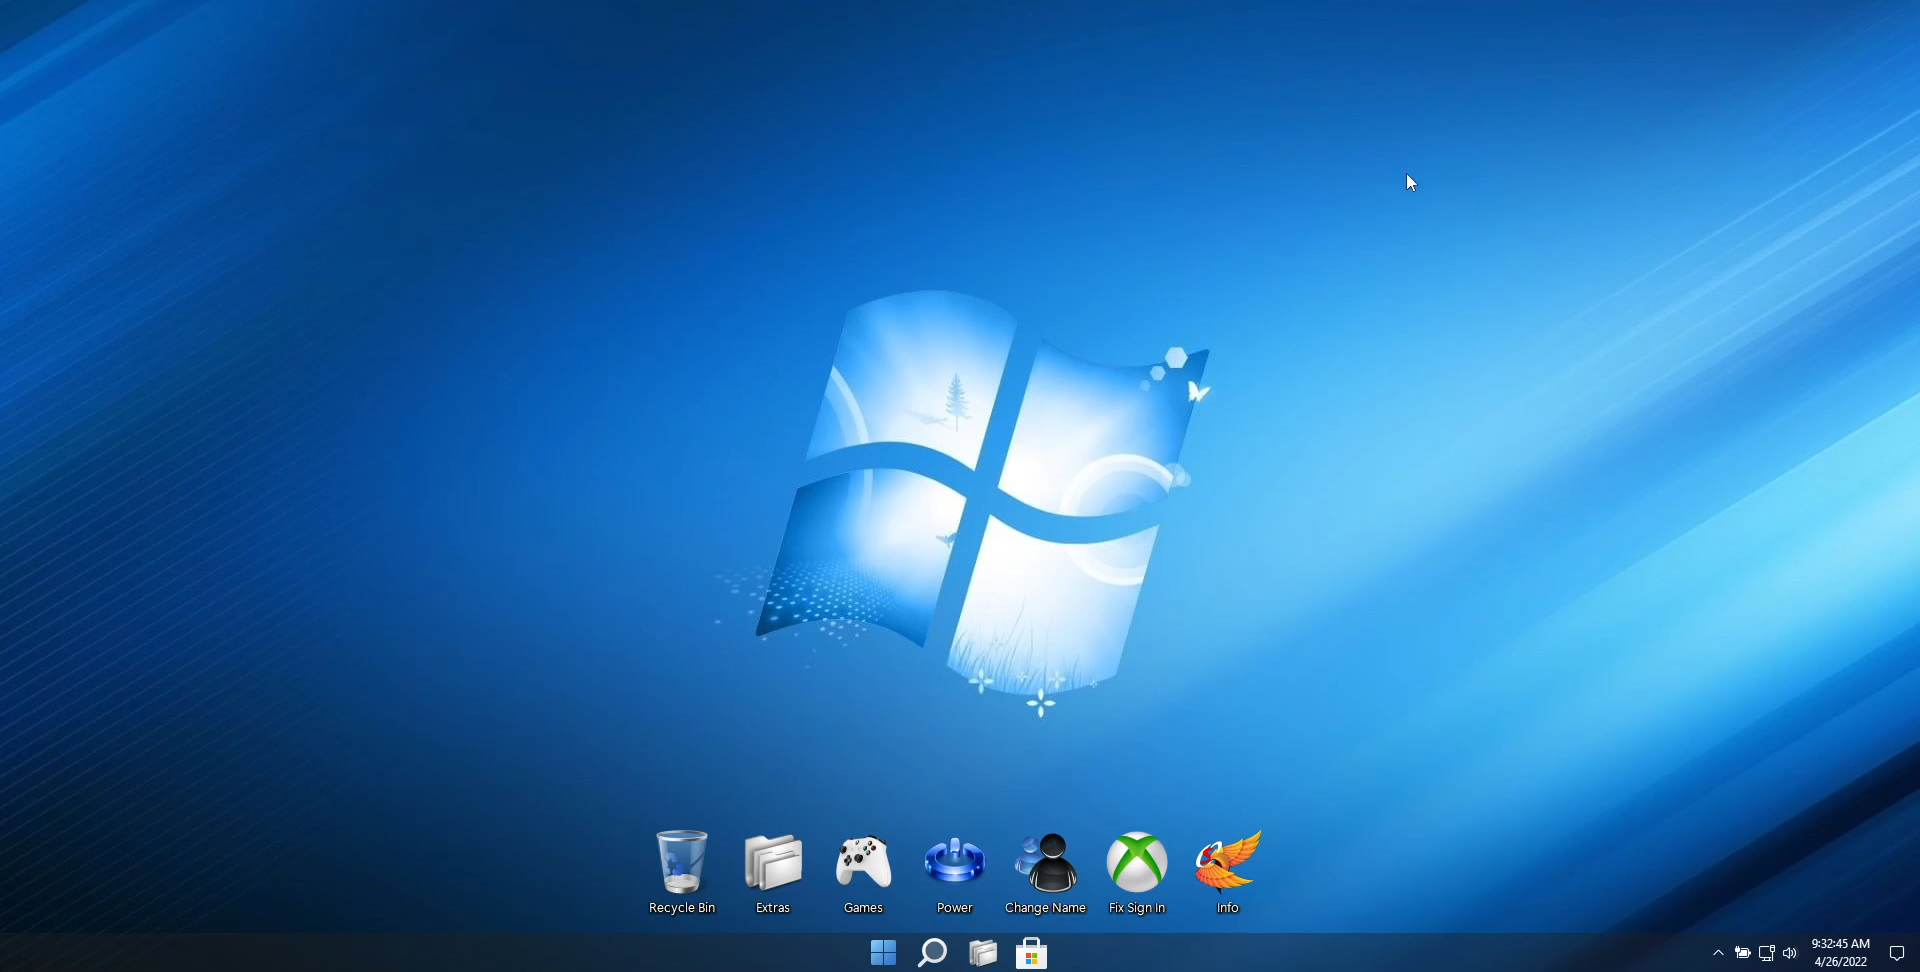 Recycle Bin
Extras
Games
Power
Change Name
Fix Sign In
Info
9:32:45 AM
4/26/2022